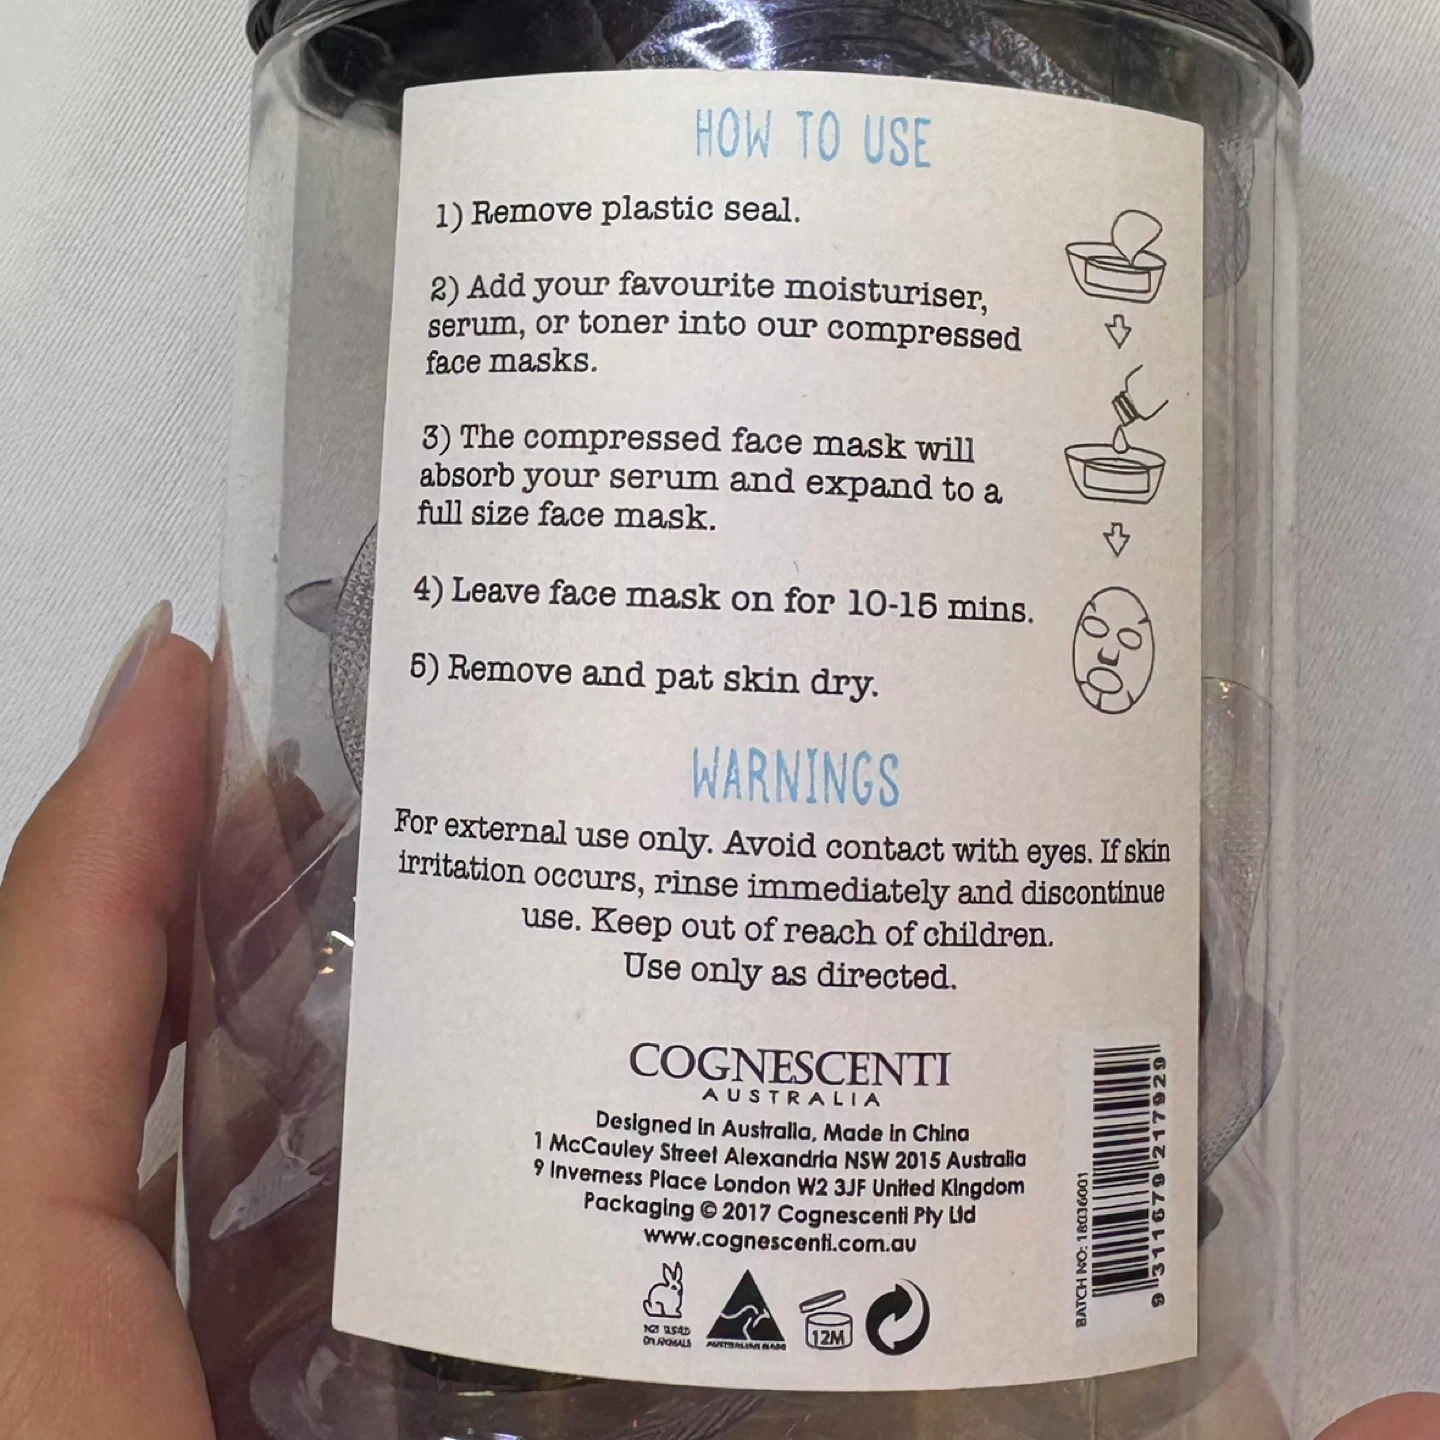 HOW TO USE
1) Remove plastic seal.
2) Add your favourite moisturiser,
serum, or toner into our compressed
face masks.
3) The compressed face mask will
absorb your serum and expand to a
full size face mask.
4) Leave face mask on for 10-15 mins.
5) Remove and pat skin dry.
WARNINGS
For external use only. Avoid contact with eyes. If skin
irritation occurs, rinse immediately and discontinue
use. Keep out of reach of children.
Use only as directed.
COGNESCENTI
AUSTRALIA
Designed in Australia, Made in China
1 McCauley Street Alexandria NSW 2015 Australia
9 Inverness Place London W2 3JF United Kingdom
Packaging © 2017 Cognescenti Pty Ltd
www.cognescenti.com.au
NOT TESTED
ON ANIMALS
AUSTRALIAN MADE
12M
BATCH NO: 18036001
9 311679 217929